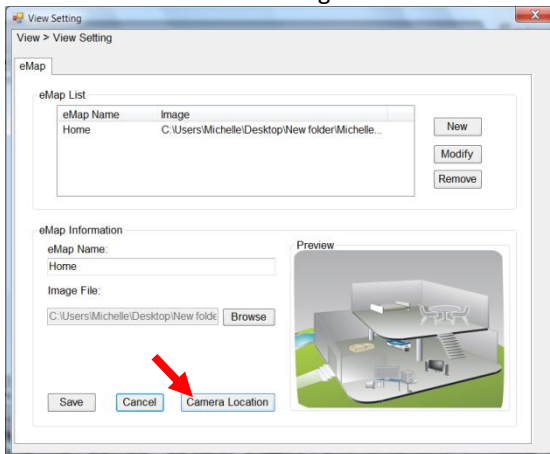 View Setting
View > View Setting
eMap
eMap List
eMap Name Image
Home C:\Users\Michelle\Desktop\New folder\Michelle...
New
Modify
Remove
eMap Information
eMap Name:
Home
Image File:
C:\Users\Michelle\Desktop\New folde
Browse
Preview
Save Cancel Camera Location